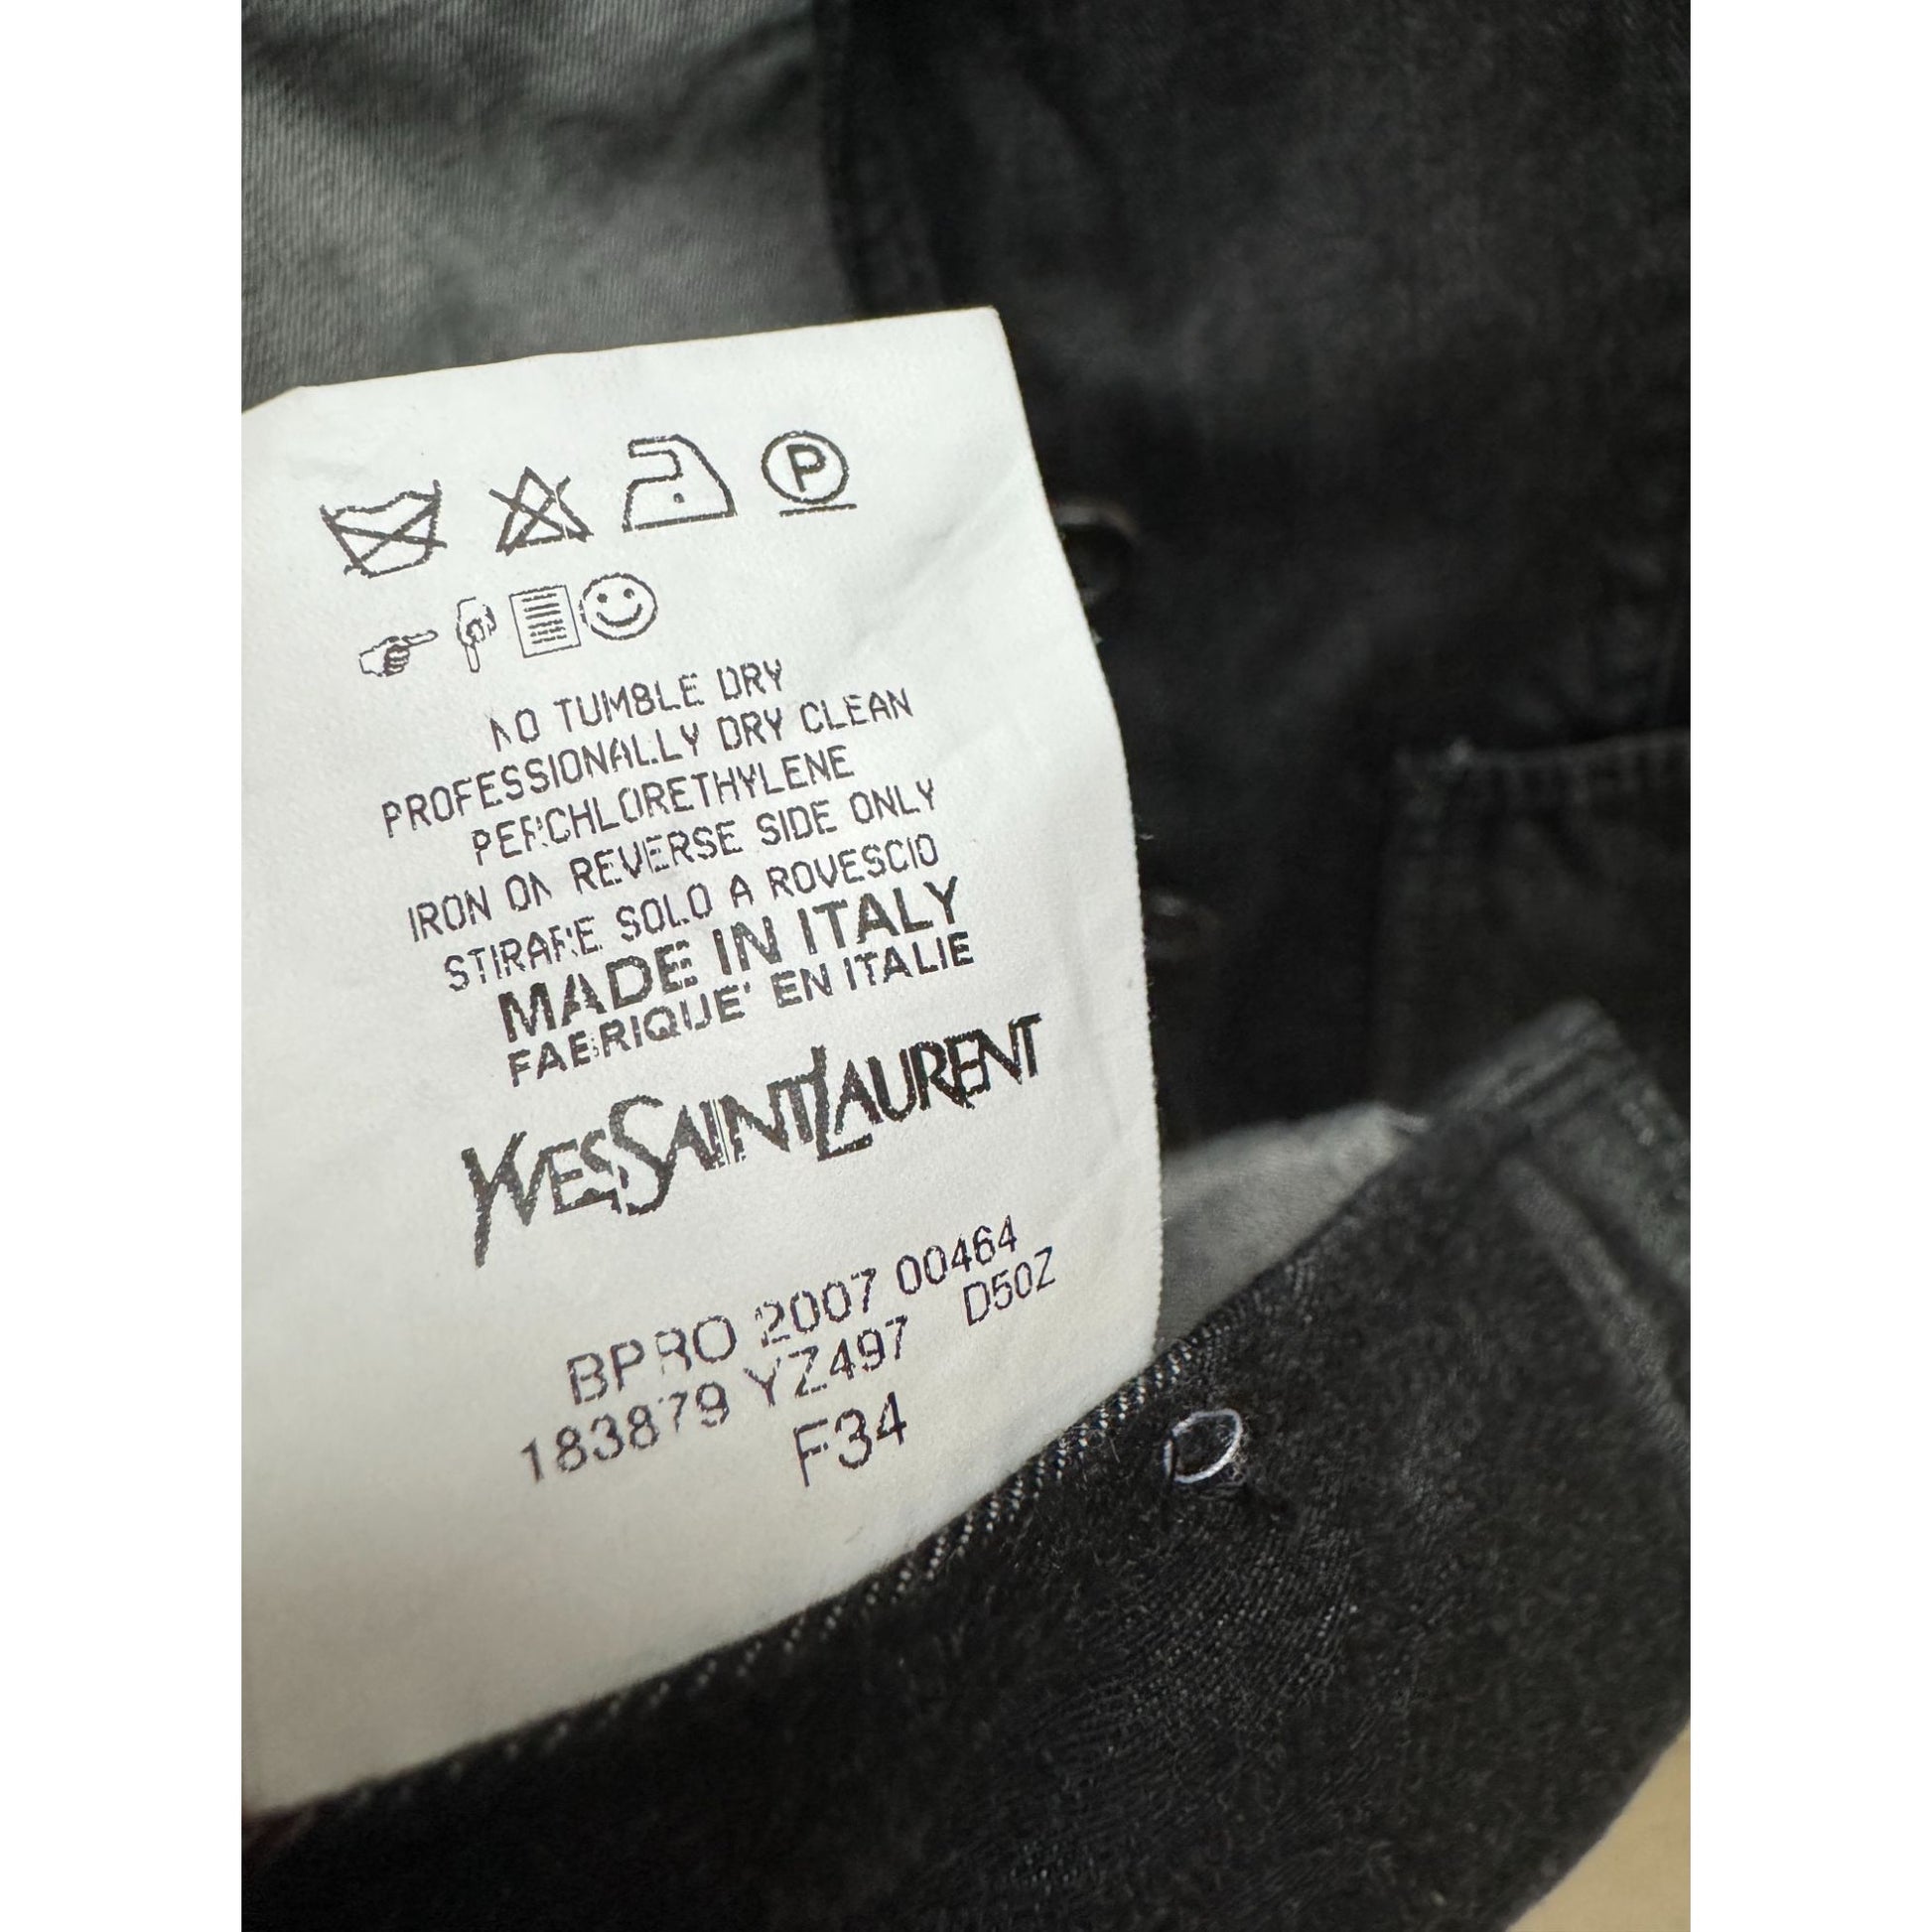 P
NO TUMBLE DRY
PROFESSIONALLY DRY CLEAN
PERCHLORETHYLENE
IRON ON REVERSE SIDE ONLY
STIRARE SOLO A ROVESCIO
MADE IN ITALY
FABRIQUE' EN ITALIE
YVESSAINTLAURENT
BPRO 2007 00464
183879 YZ497 D50Z
F34